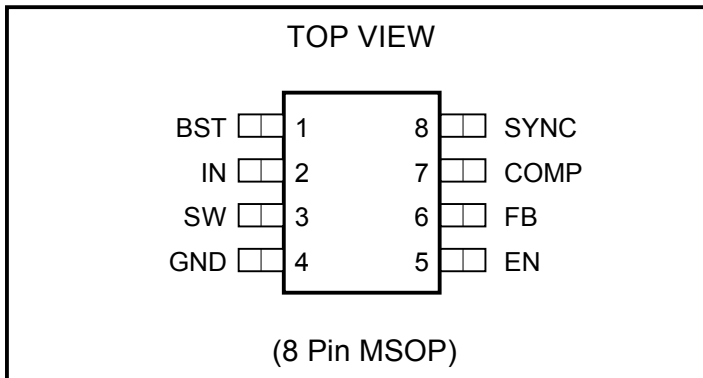 TOP VIEW
BST 1 8 SYNC
IN 2 7 COMP
SW 3 6 FB
GND 4 5 EN
(8 Pin MSOP)